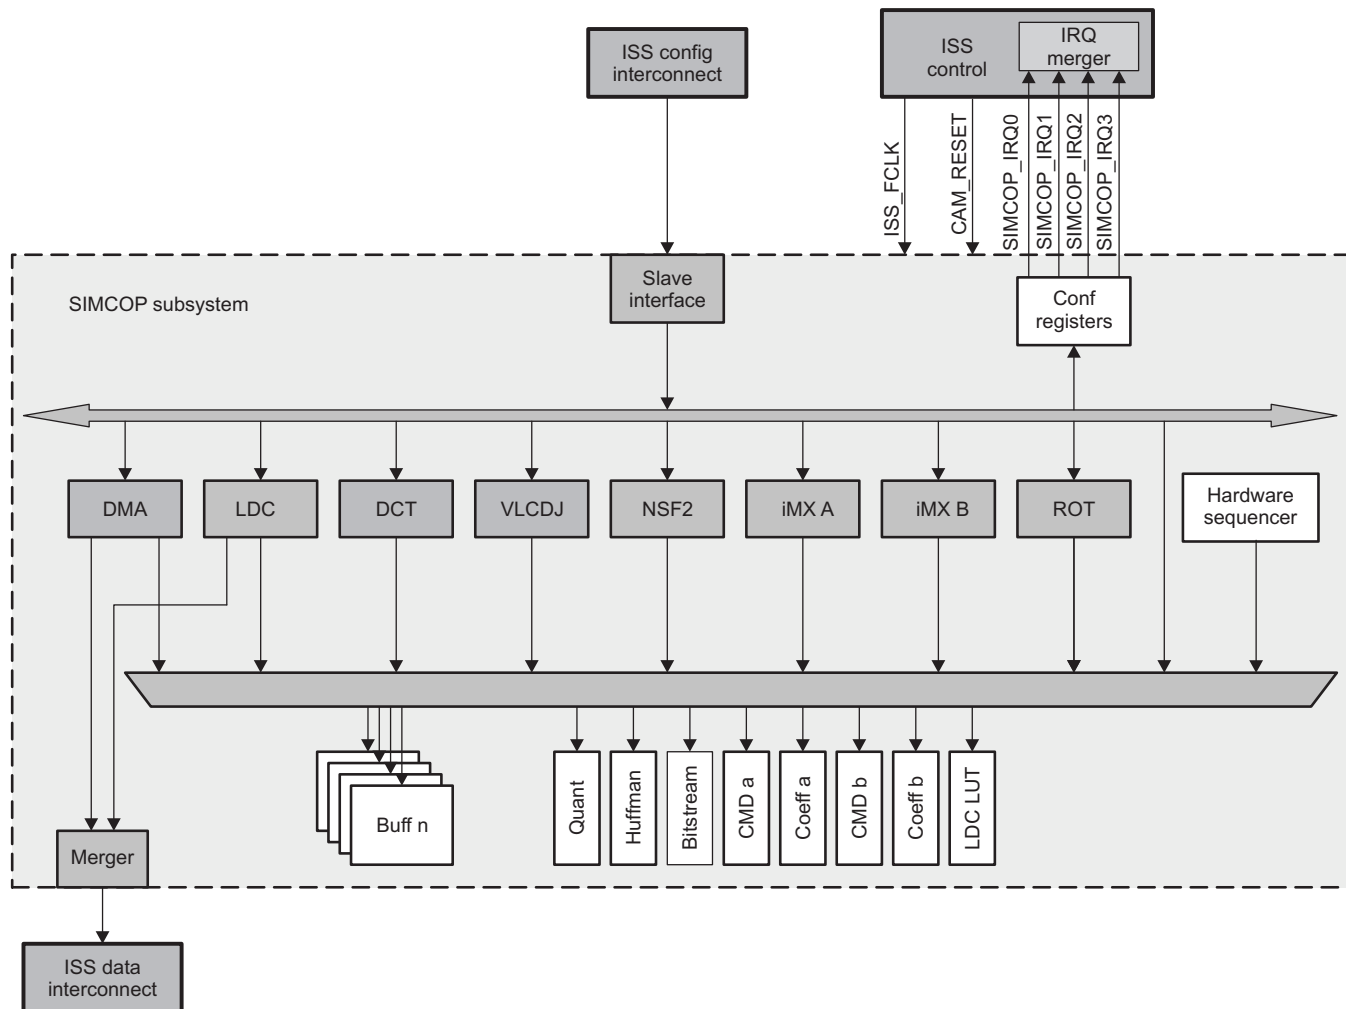 ISS config
interconnect
ISS
control
IRQ
merger
ISS_FCLK
CAM_RESET
SIMCOP_IRQ0
SIMCOP_IRQ1
SIMCOP_IRQ2
SIMCOP_IRQ3
SIMCOP subsystem
Slave
interface
Conf
registers
DMA
LDC
DCT
VLCDJ
NSF2
iMX A
iMX B
ROT
Hardware
sequencer
Buff n
Quant
Huffman
Bitstream
CMD a
Coeff a
CMD b
Coeff b
LDC LUT
Merger
ISS data
interconnect